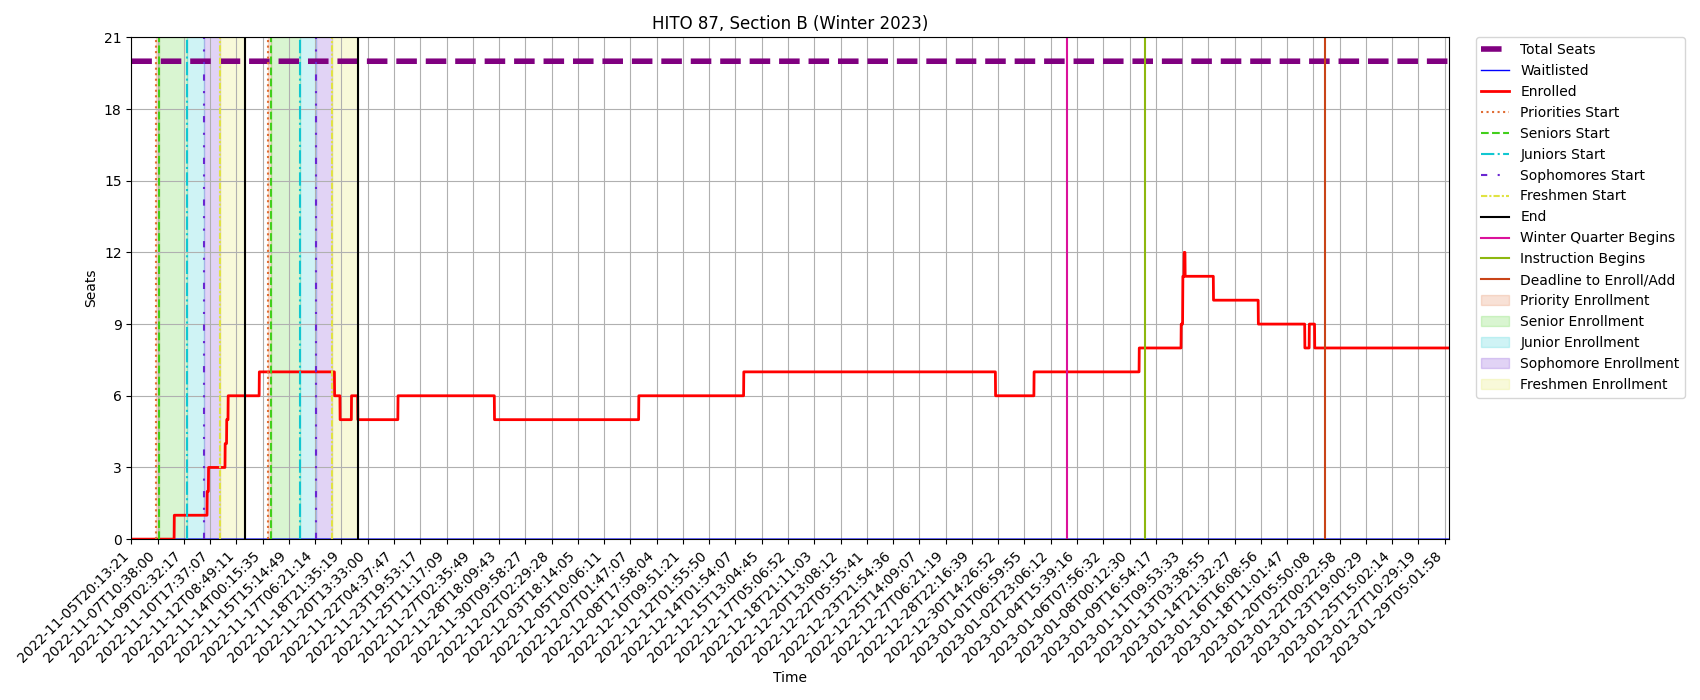 HITO 87, Section B (Winter 2023)
21
18
15
12
9
6
3
0
Seats
2022-11-05T20:13:21
2022-11-07T10:38:00
2022-11-09T02:32:17
2022-11-10T17:37:07
2022-11-12T08:49:11
2022-11-14T00:15:35
2022-11-15T15:14:49
2022-11-17T06:21:14
2022-11-18T21:35:19
2022-11-20T13:33:00
2022-11-22T04:37:47
2022-11-23T19:53:17
2022-11-25T11:17:09
2022-11-27T02:35:49
2022-11-28T18:09:43
2022-11-30T09:58:27
2022-12-02T02:29:28
2022-12-03T18:14:05
2022-12-05T10:06:11
2022-12-07T01:47:07
2022-12-08T17:58:04
2022-12-10T09:51:21
2022-12-12T01:55:50
2022-12-14T01:54:07
2022-12-15T13:04:45
2022-12-17T05:06:52
2022-12-18T21:11:03
2022-12-20T13:08:12
2022-12-22T05:55:41
2022-12-23T21:54:36
2022-12-25T14:09:07
2022-12-27T06:21:19
2022-12-28T22:16:39
2022-12-30T14:26:52
2023-01-01T06:59:55
2023-01-02T23:06:12
2023-01-04T15:39:16
2023-01-06T07:56:32
2023-01-08T00:12:30
2023-01-09T16:54:17
2023-01-11T09:53:33
2023-01-13T03:38:55
2023-01-14T21:32:27
2023-01-16T16:08:56
2023-01-18T11:01:47
2023-01-20T05:50:08
2023-01-22T00:22:58
2023-01-23T19:00:29
2023-01-25T15:02:14
2023-01-27T10:29:19
2023-01-29T05:01:58
Time
Total Seats
Waitlisted
Enrolled
Priorities Start
Seniors Start
Juniors Start
Sophomores Start
Freshmen Start
End
Winter Quarter Begins
Instruction Begins
Deadline to Enroll/Add
Priority Enrollment
Senior Enrollment
Junior Enrollment
Sophomore Enrollment
Freshmen Enrollment